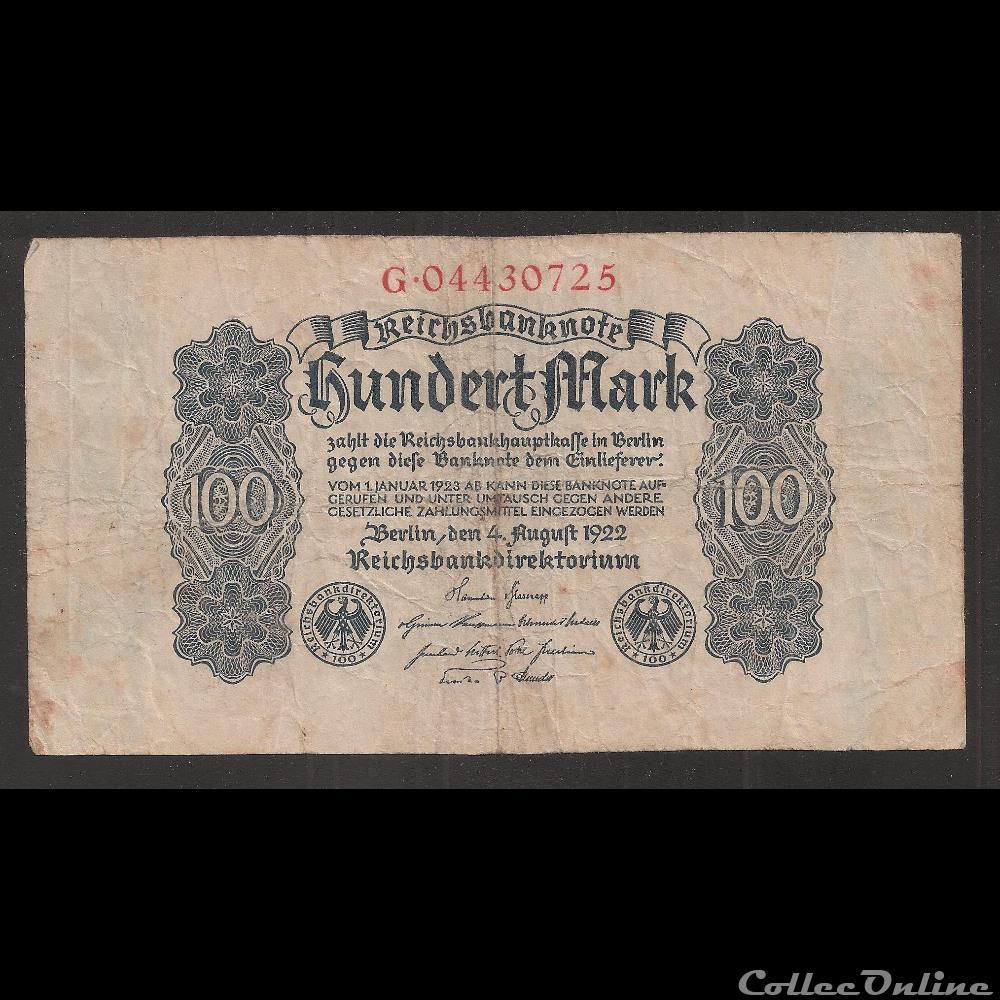 G·04430725
Reichsbanknote
Hundert Mark
zahlt die Reichsbankhauptkasse in Berlin
gegen diese Banknote dem Einlieferer.
VOM 1. JANUAR 1923 AB KANN DIESE BANKNOTE AUF-
GERUFEN UND UNTER UMTAUSCH GEGEN ANDERE
GESETZLICHE ZAHLUNGSMITTEL EINGEZOGEN WERDEN
100
100
Berlin, den 4. August 1922
Reichsbankdirektorium
Reichsbankdirektorium
100
Reichsbankdirektorium
100
CollecOnline